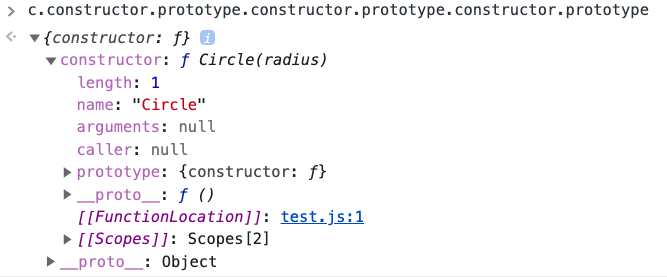 c.constructor.prototype.constructor.prototype.constructor.prototype
{constructor: ƒ} i
constructor: ƒ Circle(radius)
length: 1
name: "Circle"
arguments: null
caller: null
prototype: {constructor: ƒ}
__proto__: ƒ ()
[[FunctionLocation]]: test.js:1
[[Scopes]]: Scopes[2]
__proto__: Object